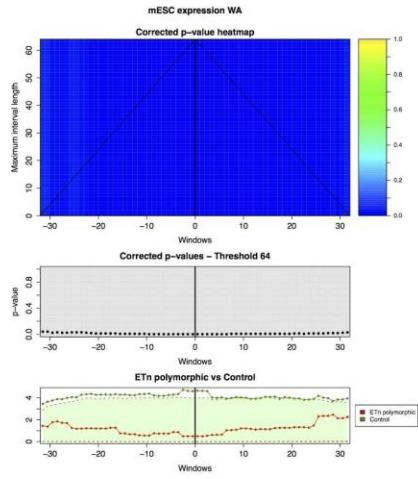 mESC expression WA
Corrected p-value heatmap
Maximum interval length
0 10 20 30 40 50 60
-30 -20 -10 0 10 20 30
Windows
1.0
0.8
0.6
0.4
0.2
0.0
Corrected p-values - Threshold 64
p-value
0.0 0.4 0.8
-30 -20 -10 0 10 20 30
Windows
ETn polymorphic vs Control
0 2 4
-30 -20 -10 0 10 20 30
Windows
ETn polymorphic
Control